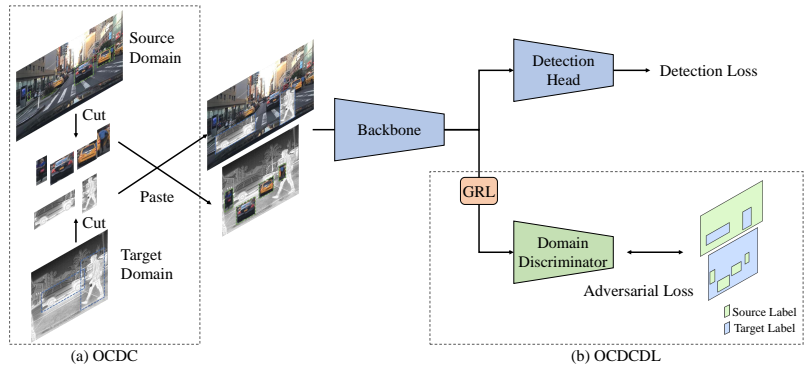 Source
Domain
Cut
Paste
Cut
Target
Domain
(a) OCDC
Backbone
Detection
Head
Detection Loss
GRL
Domain
Discriminator
Adversarial Loss
Source Label
Target Label
(b) OCDCDL